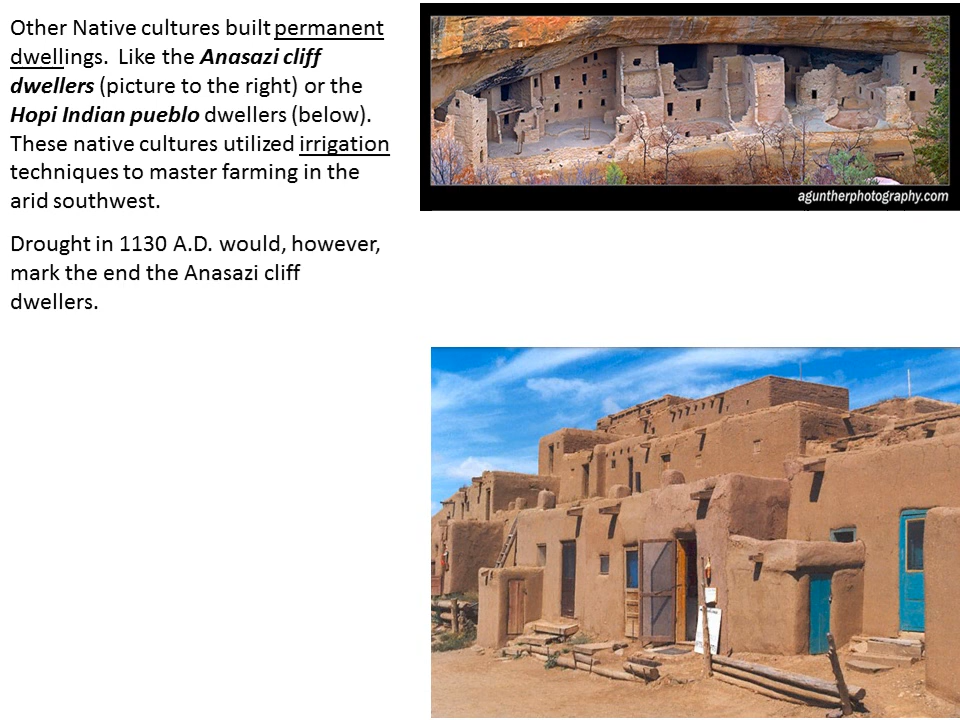 Other Native cultures built permanent
dwellings. Like the Anasazi cliff
dwellers (picture to the right) or the
Hopi Indian pueblo dwellers (below).
These native cultures utilized irrigation
techniques to master farming in the
arid southwest.
Drought in 1130 A.D. would, however,
mark the end the Anasazi cliff
dwellers.
aguntherphotography.com